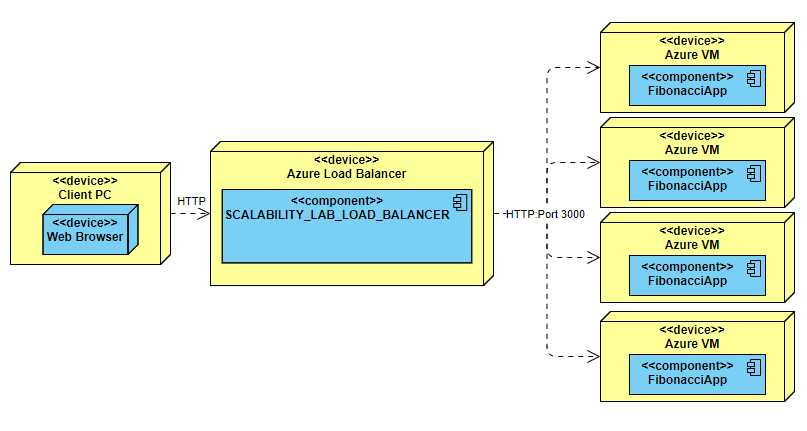 <<device>>
Client PC
<<device>>
Web Browser
HTTP
<<device>>
Azure Load Balancer
<<component>>
SCALABILITY_LAB_LOAD_BALANCER
HTTP:Port 3000
<<device>>
Azure VM
<<component>>
FibonacciApp
<<device>>
Azure VM
<<component>>
FibonacciApp
<<device>>
Azure VM
<<component>>
FibonacciApp
<<device>>
Azure VM
<<component>>
FibonacciApp